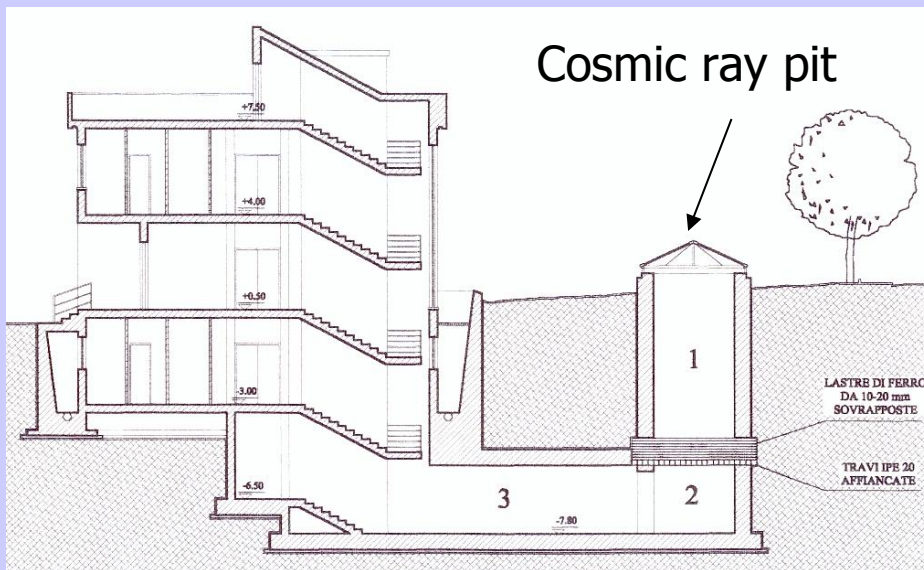 Cosmic ray pit
+7.50
+4.00
+0.50
-3.00
-6.50
-7.80
1
2
3
LASTRE DI FERRO
DA 10-20 mm
SOVRAPPOSTE
TRAVI IPE 20
AFFIANCATE